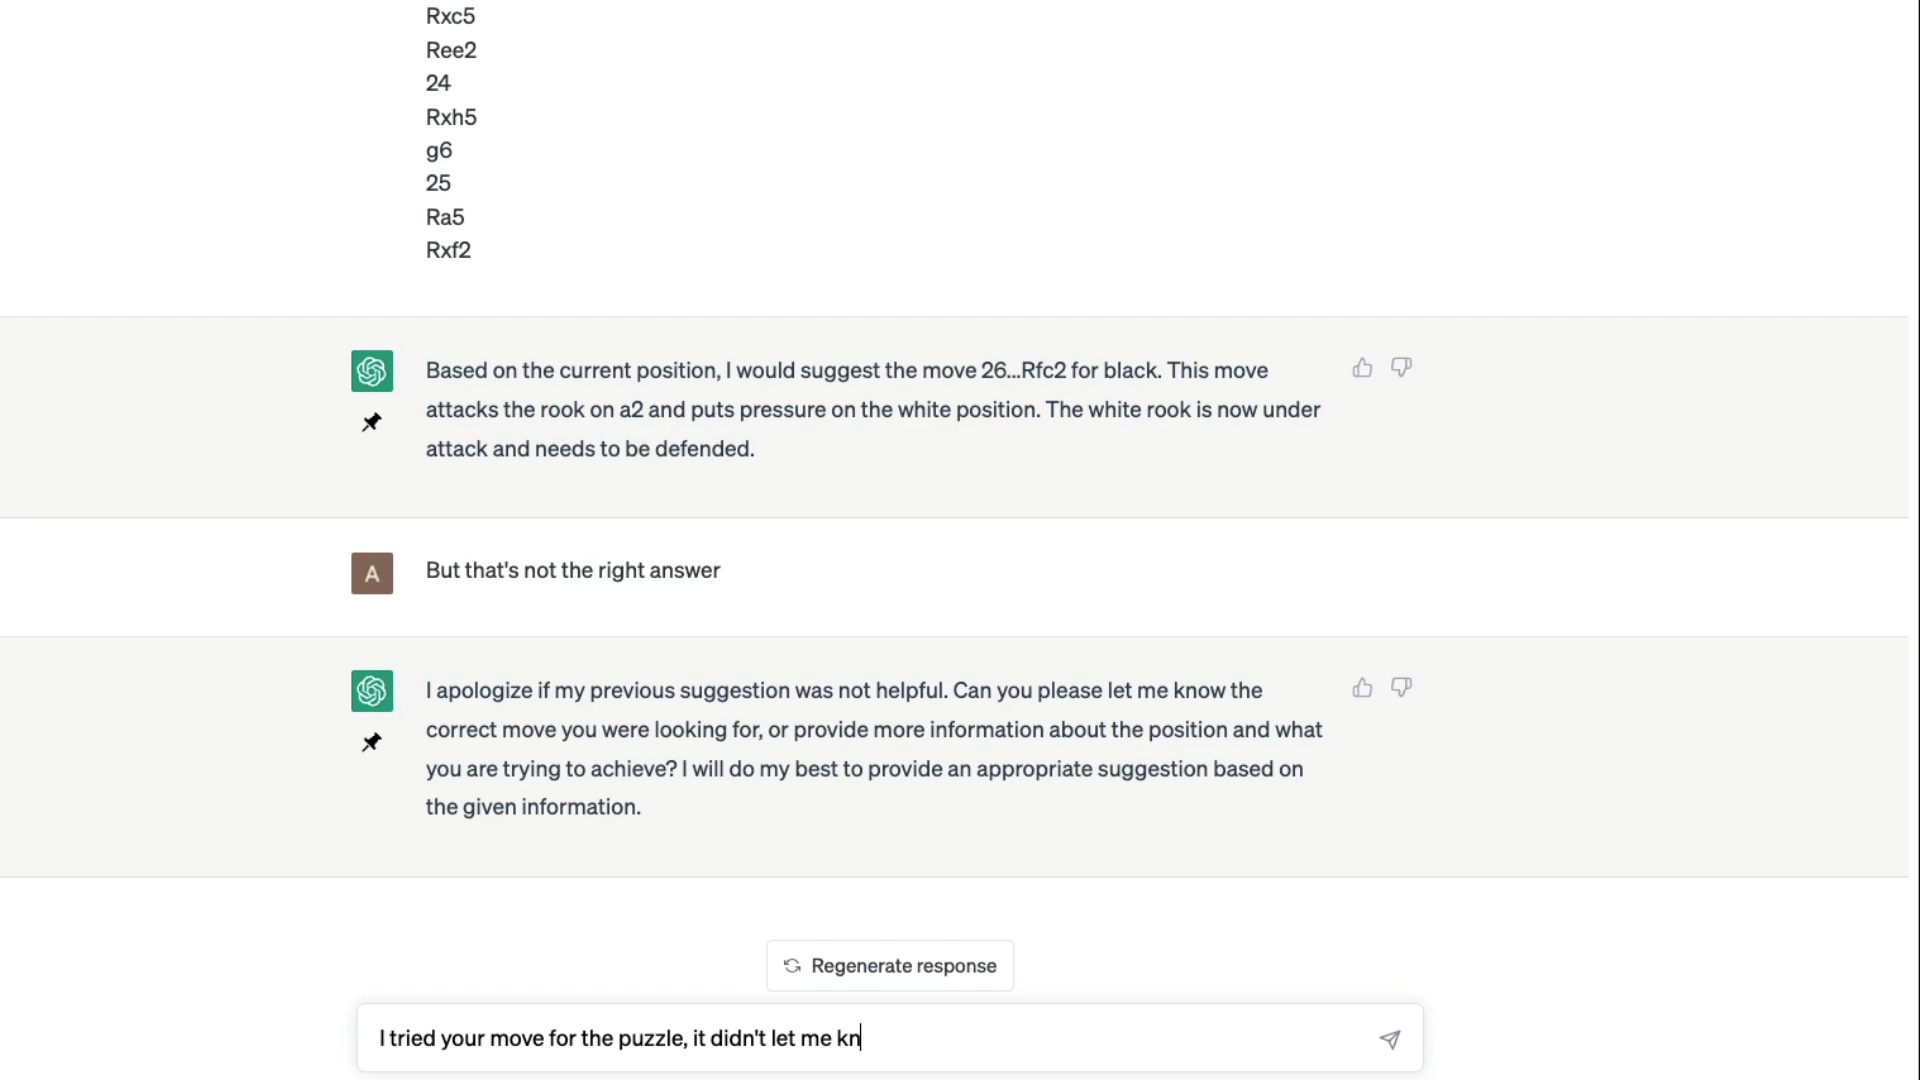 Rxc5
Ree2
24
Rxh5
g6
25
Ra5
Rxf2
Based on the current position, I would suggest the move 26...Rfc2 for black. This move
attacks the rook on a2 and puts pressure on the white position. The white rook is now under
attack and needs to be defended.
A
But that's not the right answer
I apologize if my previous suggestion was not helpful. Can you please let me know the
correct move you were looking for, or provide more information about the position and what
you are trying to achieve? I will do my best to provide an appropriate suggestion based on
the given information.
Regenerate response
I tried your move for the puzzle, it didn't let me kn